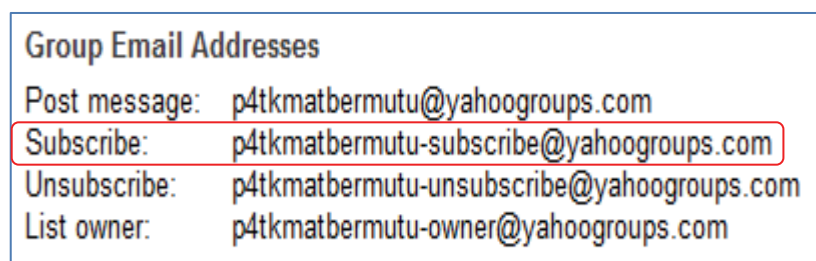 Group Email Addresses
Post message: p4tkmatbermutu@yahoogroups.com
Subscribe: p4tkmatbermutu-subscribe@yahoogroups.com
Unsubscribe: p4tkmatbermutu-unsubscribe@yahoogroups.com
List owner: p4tkmatbermutu-owner@yahoogroups.com